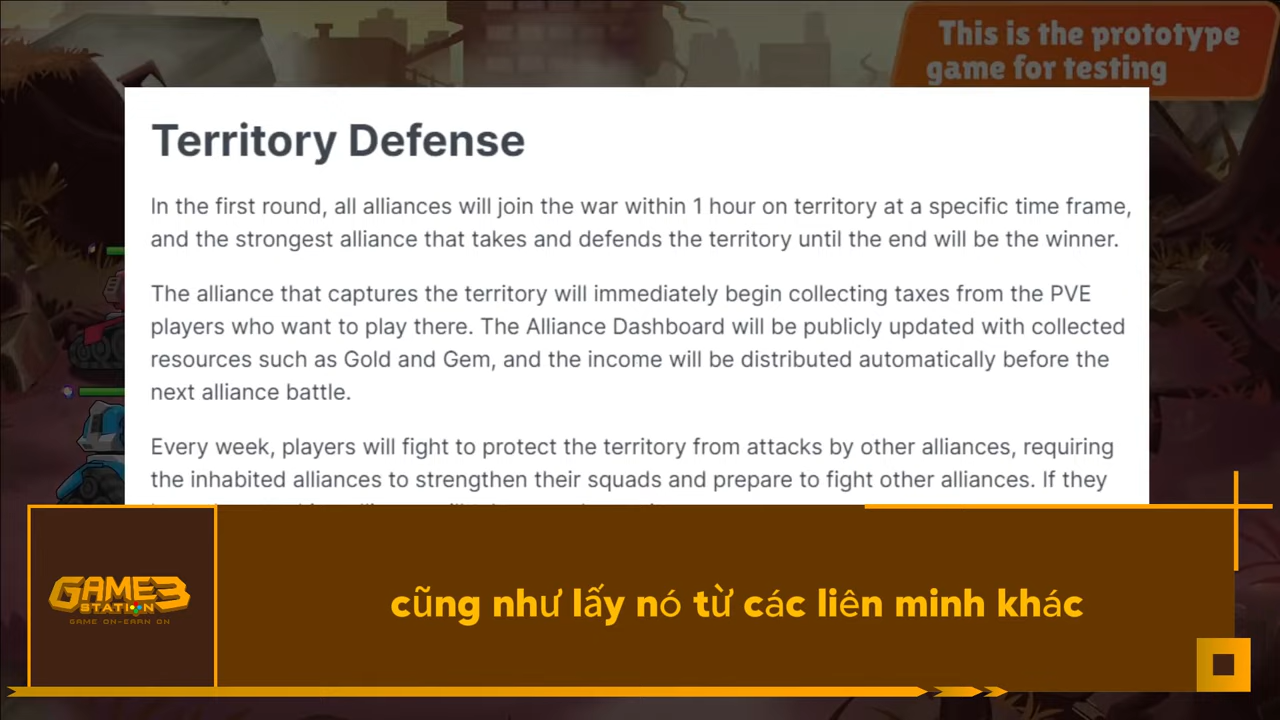 This is the prototype
game for testing
Territory Defense
In the first round, all alliances will join the war within 1 hour on territory at a specific time frame,
and the strongest alliance that takes and defends the territory until the end will be the winner.
The alliance that captures the territory will immediately begin collecting taxes from the PVE
players who want to play there. The Alliance Dashboard will be publicly updated with collected
resources such as Gold and Gem, and the income will be distributed automatically before the
next alliance battle.
Every week, players will fight to protect the territory from attacks by other alliances, requiring
the inhabited alliances to strengthen their squads and prepare to fight other alliances. If they
GAME3
STATION
GAME ON-EARN ON
cũng như lấy nó từ các liên minh khác